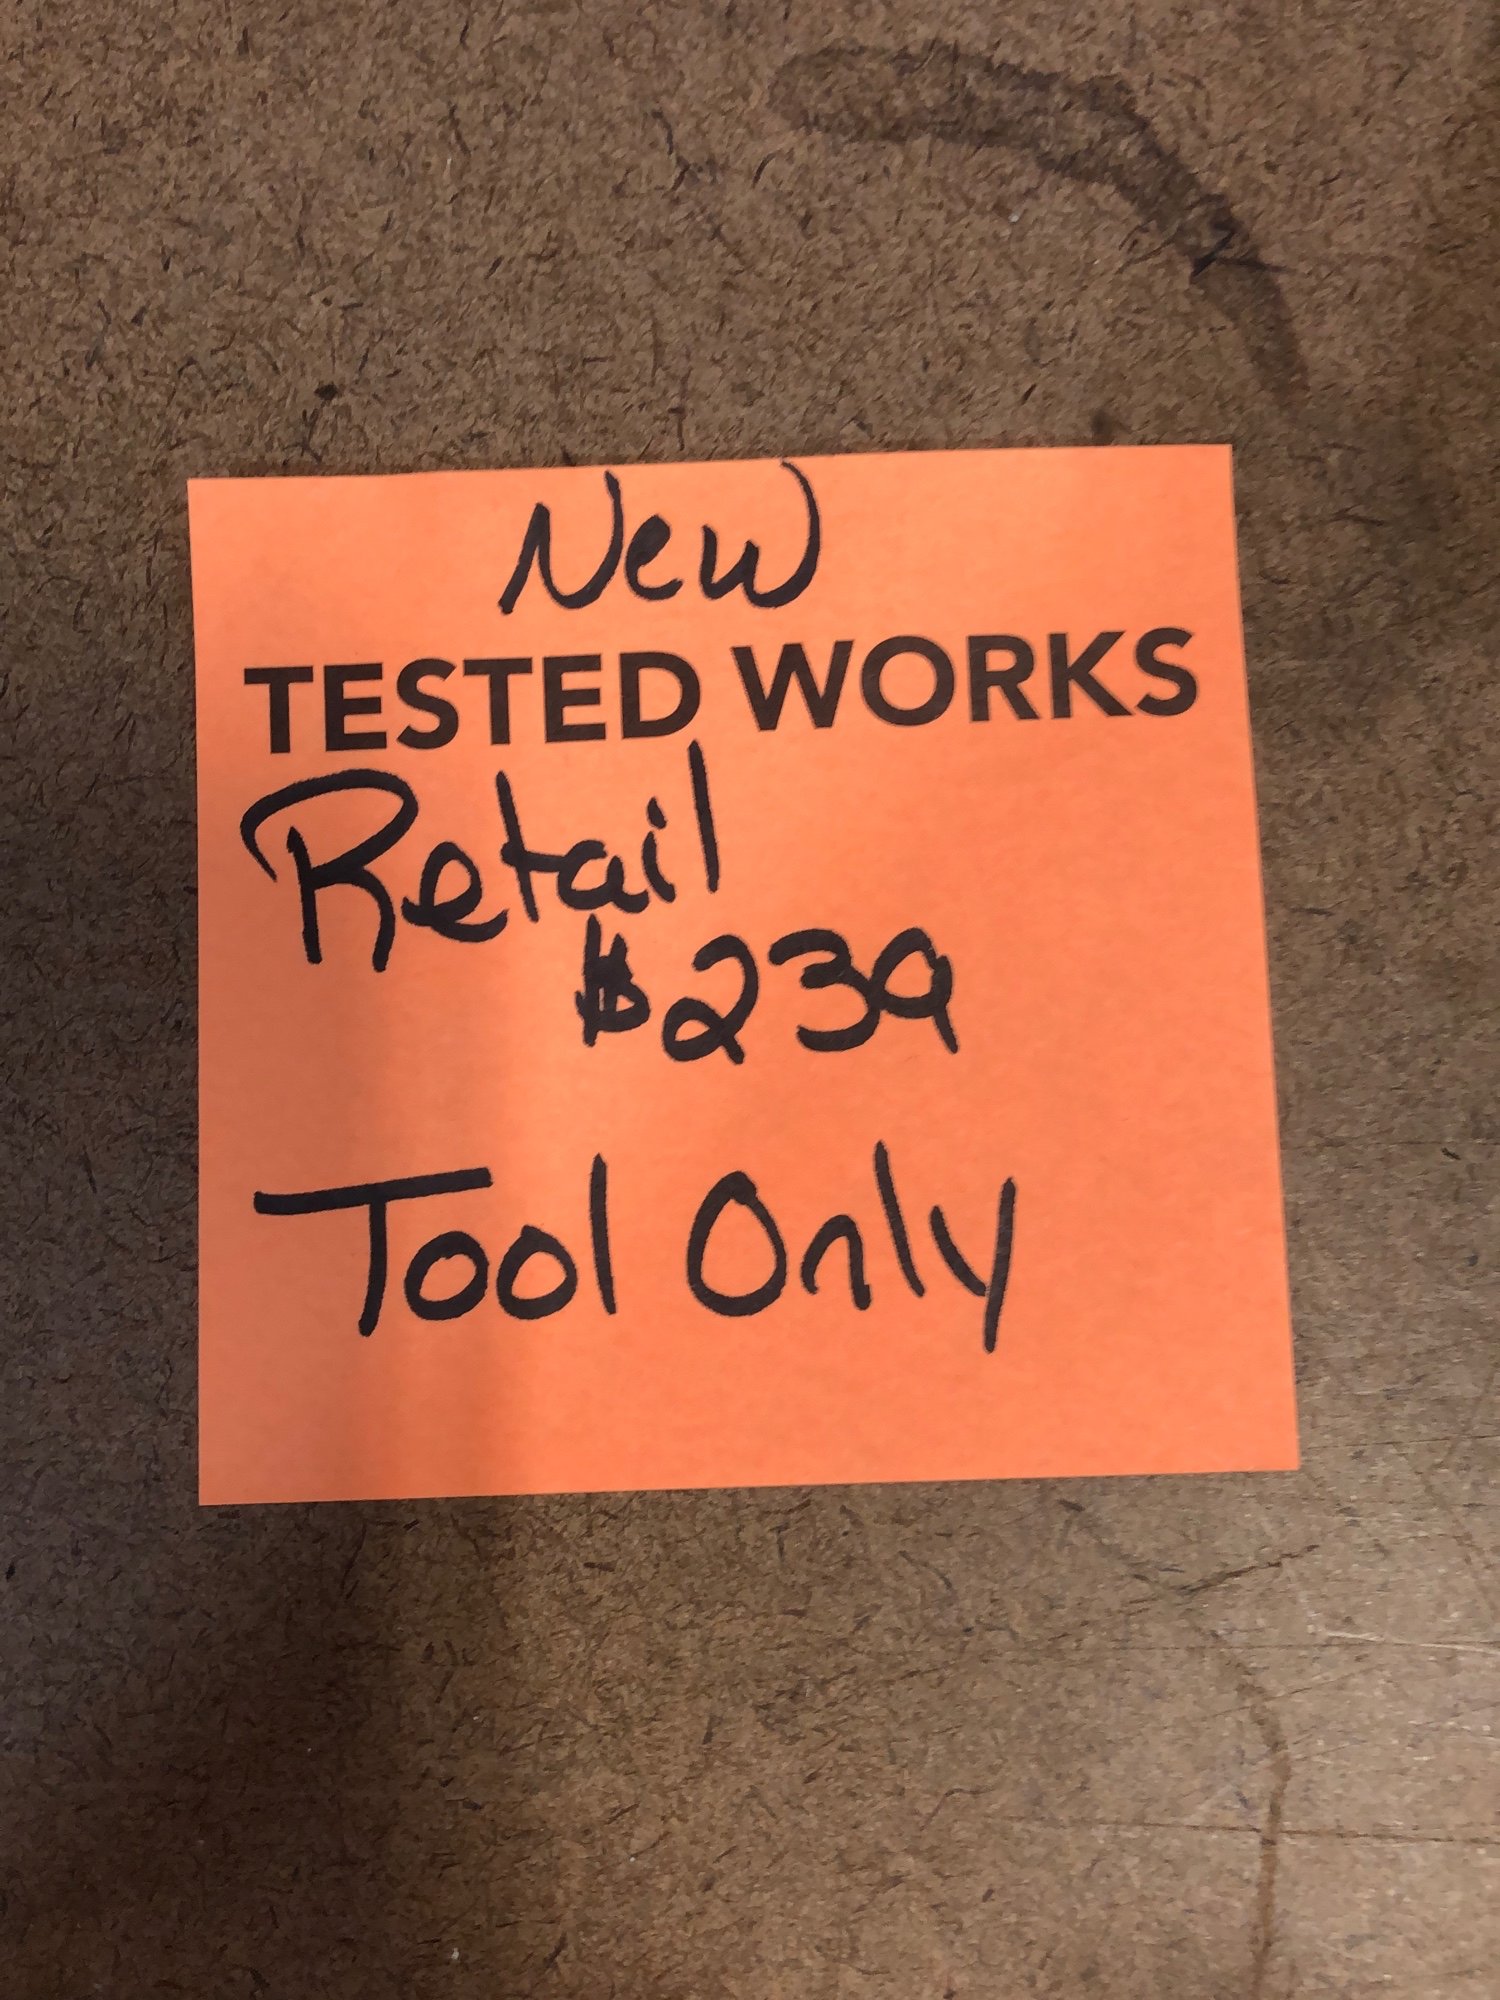 New
TESTED WORKS
Retail
$239
Tool Only